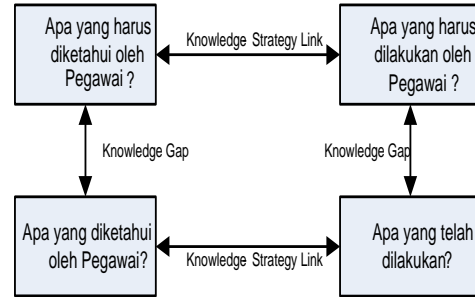 Apa yang harus
diketahui oleh
Pegawai ?
Knowledge Strategy Link
Apa yang harus
dilakukan oleh
Pegawai ?
Knowledge Gap
Knowledge Gap
Apa yang diketahui
oleh Pegawai?
Knowledge Strategy Link
Apa yang telah
dilakukan?